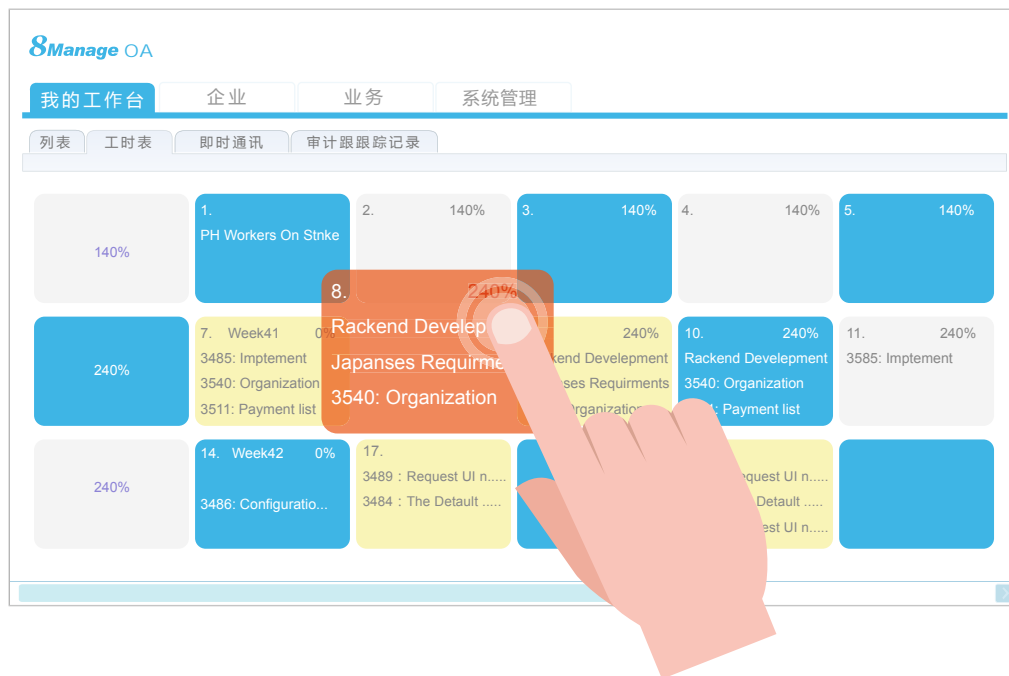 8Manage OA
我的工作台 企业 业务 系统管理
列表 工时表 即时通讯 审计跟跟踪记录
140%
1.
PH Workers On Stnke
2. 140%
3. 140%
4. 140%
5. 140%
240%
7. Week41 0%
3485: Imptement
3540: Organization
3511: Payment list
8. 240%
Rackend Develep
Japanses Requirme
3540: Organization
240%
kend Develepment
ses Requirments
rganization
10. 240%
Rackend Develepment
3540: Organization
Payment list
11. 240%
3585: Imptement
240%
14. Week42 0%
3486: Configuratio...
17.
3489：Request UI n.....
3484：The Detault .....
equest UI n.....
Detault .....
est UI n.....